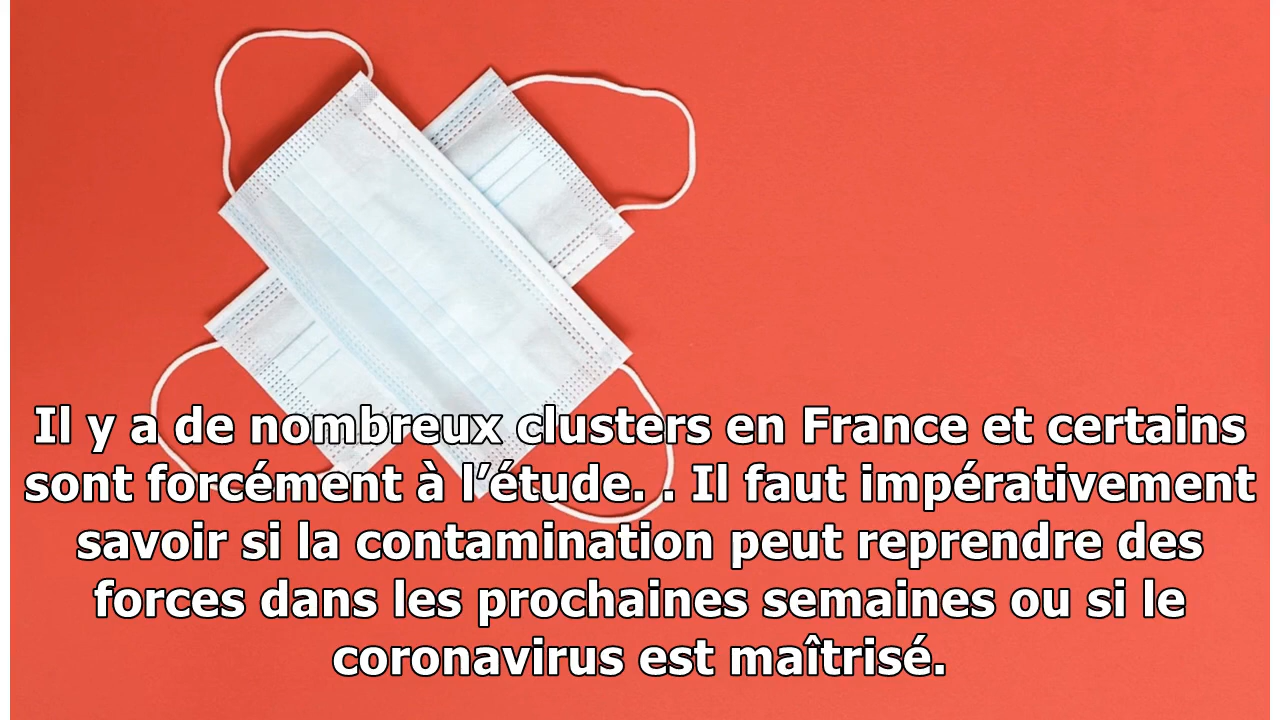 Il y a de nombreux clusters en France et certains
sont forcément à l’étude. . Il faut impérativement
savoir si la contamination peut reprendre des
forces dans les prochaines semaines ou si le
coronavirus est maîtrisé.